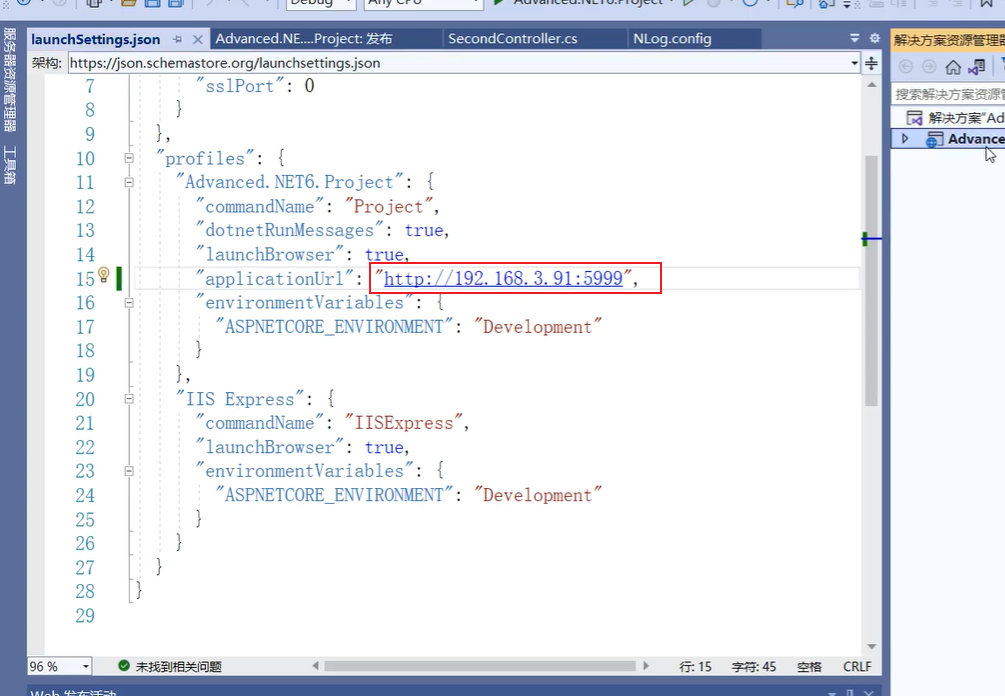 Debug
Any CPU
Advanced.NET6.Project
服务器资源管理器
工具箱
launchSettings.json
Advanced.NE....Project: 发布
SecondController.cs
NLog.config
解决方案资源管理器
架构:
https://json.schemastore.org/launchsettings.json
搜索解决方案资源管
解决方案"Ad
Advance
7 "sslPort": 0
8 }
9 },
10 "profiles": {
11 "Advanced.NET6.Project": {
12 "commandName": "Project",
13 "dotnetRunMessages": true,
14 "launchBrowser": true,
15 "applicationUrl": "http://192.168.3.91:5999",
16 "environmentVariables": {
17 "ASPNETCORE_ENVIRONMENT": "Development"
18 }
19 },
20 "IIS Express": {
21 "commandName": "IISExpress",
22 "launchBrowser": true,
23 "environmentVariables": {
24 "ASPNETCORE_ENVIRONMENT": "Development"
25 }
26 }
27 }
28 }
29
96 %
未找到相关问题
行: 15
字符: 45
空格
CRLF
Web 发布活动